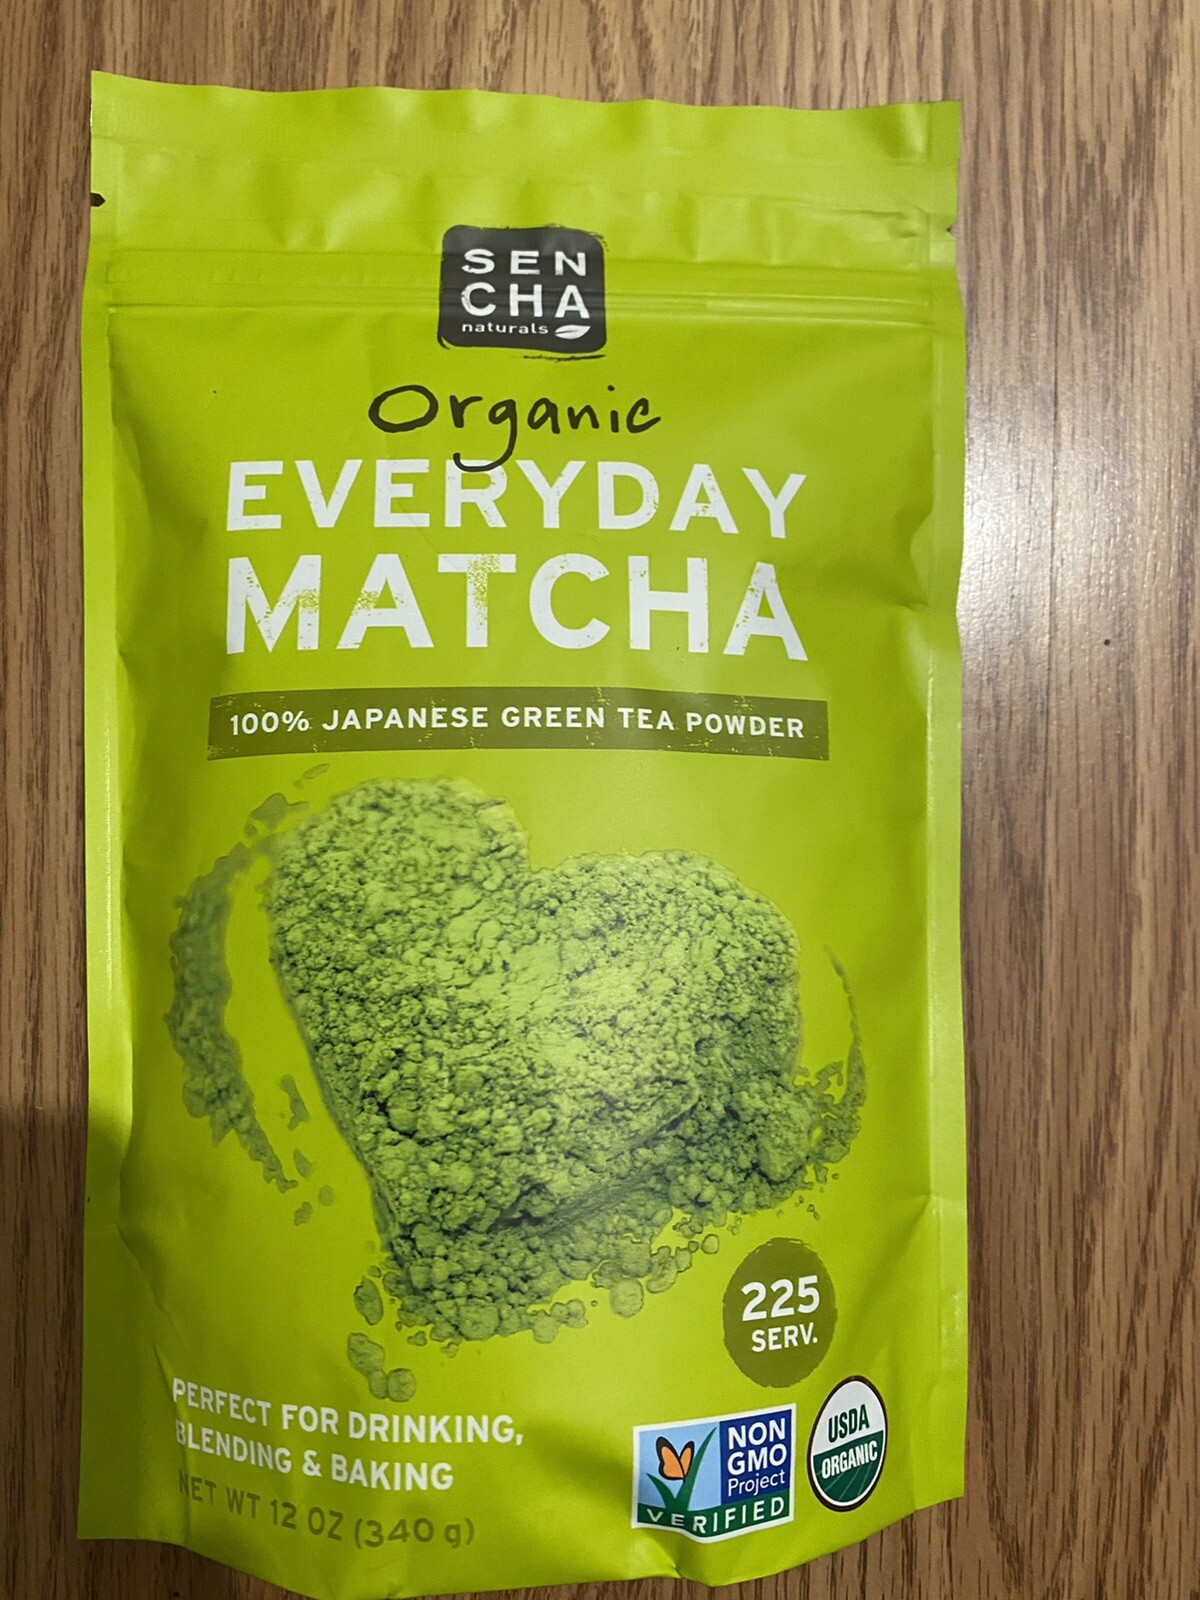 SEN
CHA
naturals
Organic
EVERYDAY
MATCHA
100% JAPANESE GREEN TEA POWDER
225
SERV.
PERFECT FOR DRINKING,
BLENDING & BAKING
NET WT 12 OZ (340 g)
NON
GMO
Project
VERIFIED
USDA
ORGANIC